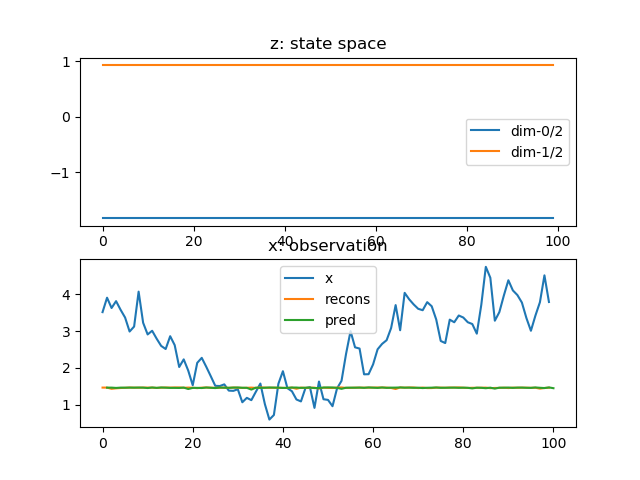 z: state space
1
0
−1
dim-0/2
dim-1/2
0 20 40 60 80 100
x: observation
4
3
2
1
x
recons
pred
0 20 40 60 80 100